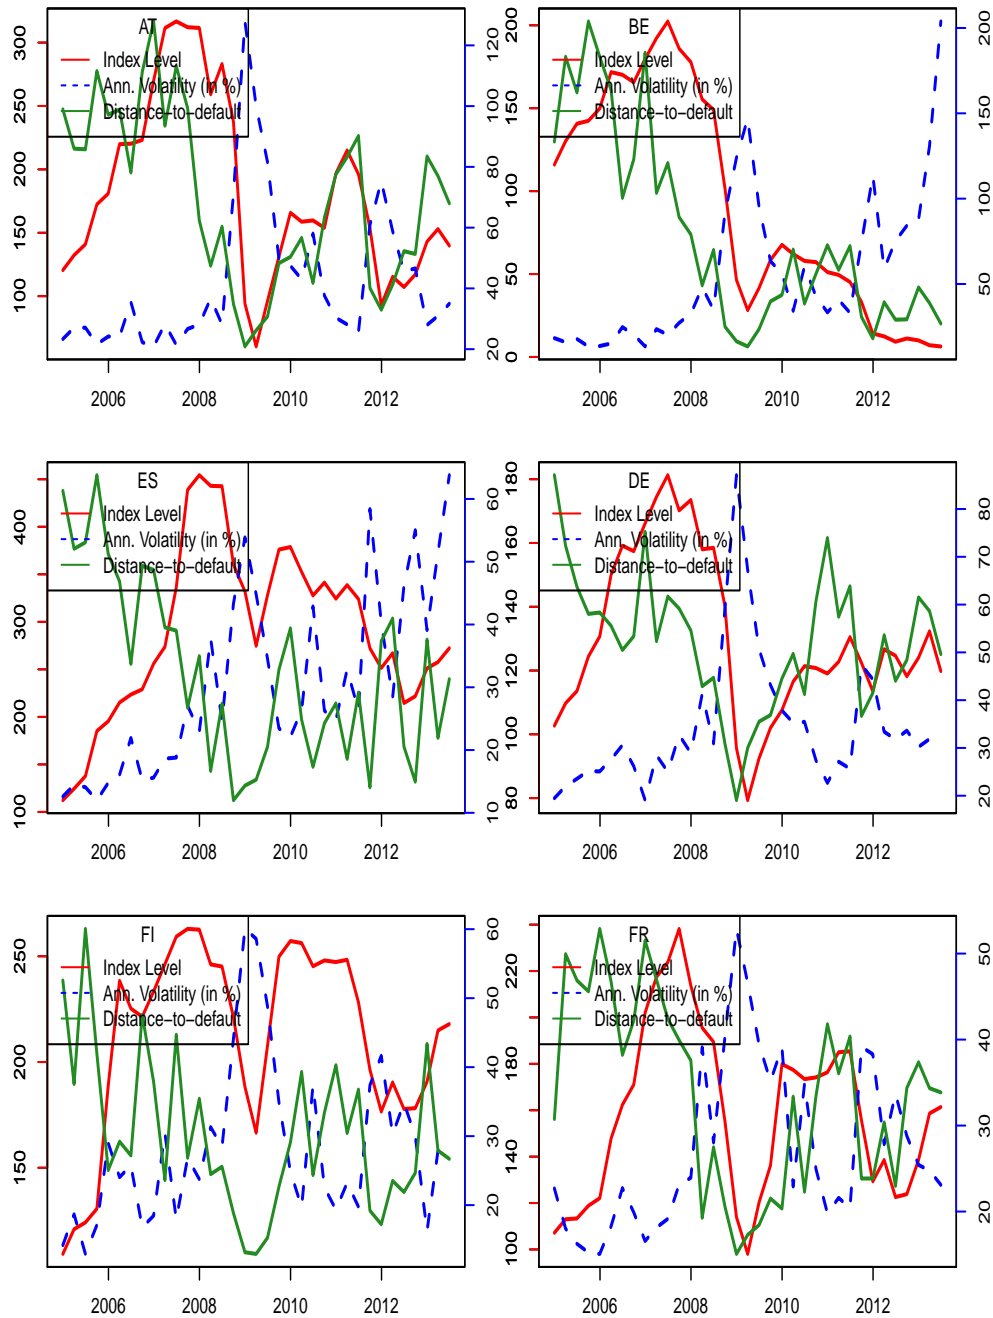 AT
Index Level
Ann. Volatility (in %)
Distance−to−default
100 150 200 250 300
20 40 60 80 100 120
2006 2008 2010 2012
BE
Index Level
Ann. Volatility (in %)
Distance−to−default
0 50 100 150 200
50 100 150 200
2006 2008 2010 2012
ES
Index Level
Ann. Volatility (in %)
Distance−to−default
100 200 300 400
10 20 30 40 50 60
2006 2008 2010 2012
DE
Index Level
Ann. Volatility (in %)
Distance−to−default
80 100 120 140 160 180
20 30 40 50 60 70 80
2006 2008 2010 2012
FI
Index Level
Ann. Volatility (in %)
Distance−to−default
150 200 250
20 30 40 50 60
2006 2008 2010 2012
FR
Index Level
Ann. Volatility (in %)
Distance−to−default
100 140 180 220
20 30 40 50
2006 2008 2010 2012